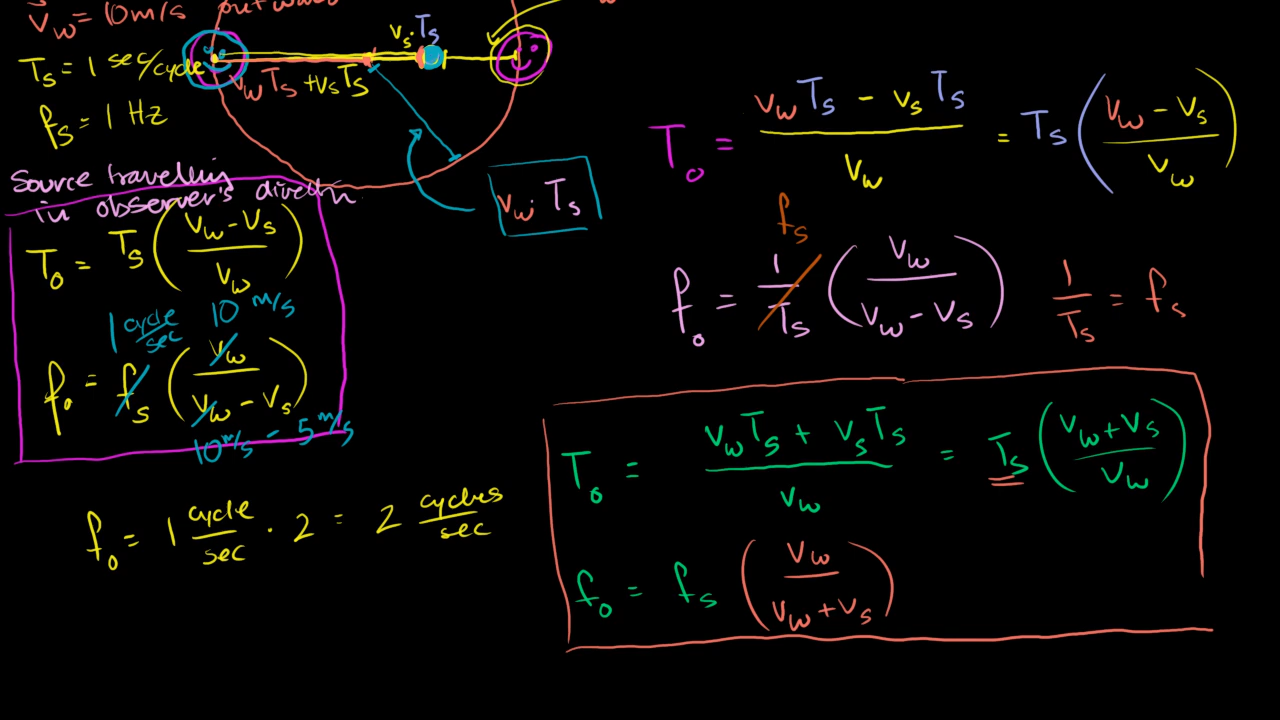 v_w = 10 m/s outward
T_s = 1 sec/cycle
f_s = 1 Hz
v_s · T_s
v_w T_s + v_s T_s
v_w · T_s
Source travelling
in observer's
T_o = T_s ( (v_w - v_s) / v_w )
1 cycle/sec 10 m/s
f_o = f_s ( v_w / (v_w - v_s) )
10 m/s - 5 m/s
f_o = 1 cycle/sec · 2 = 2 cycles/sec
T_o = (v_w T_s - v_s T_s) / v_w = T_s ( (v_w - v_s) / v_w )
f_s
f_o = 1/T_s ( v_w / (v_w - v_s) ) 1/T_s = f_s
T_o = (v_w T_s + v_s T_s) / v_w = T_s ( (v_w + v_s) / v_w )
f_o = f_s ( v_w / (v_w + v_s) )